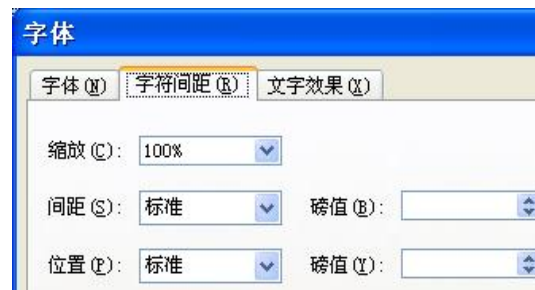 字体
字体(N) 字符间距(R) 文字效果(X)
缩放(C): 100%
间距(S): 标准 磅值(B):
位置(P): 标准 磅值(Y):